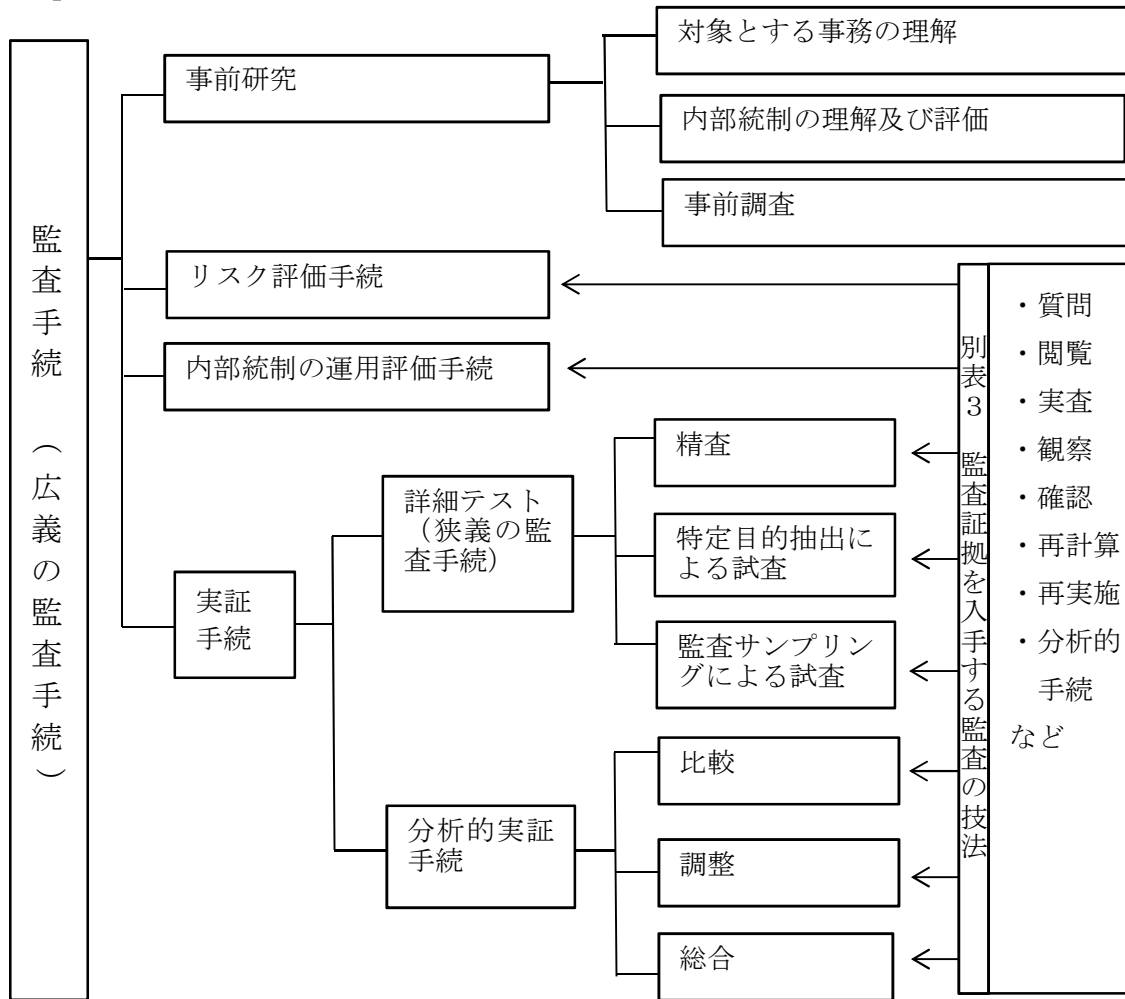 監査手続 （広義の監査手続）
事前研究
対象とする事務の理解
内部統制の理解及び評価
事前調査
リスク評価手続
内部統制の運用評価手続
実証
手続
詳細テスト
（狭義の監
査手続）
精査
特定目的抽出に
よる試査
監査サンプリン
グによる試査
分析的実証
手続
比較
調整
総合
別表３ 監査証拠を入手する監査の技法
・質問
・閲覧
・実査
・観察
・確認
・再計算
・再実施
・分析的
手続
など